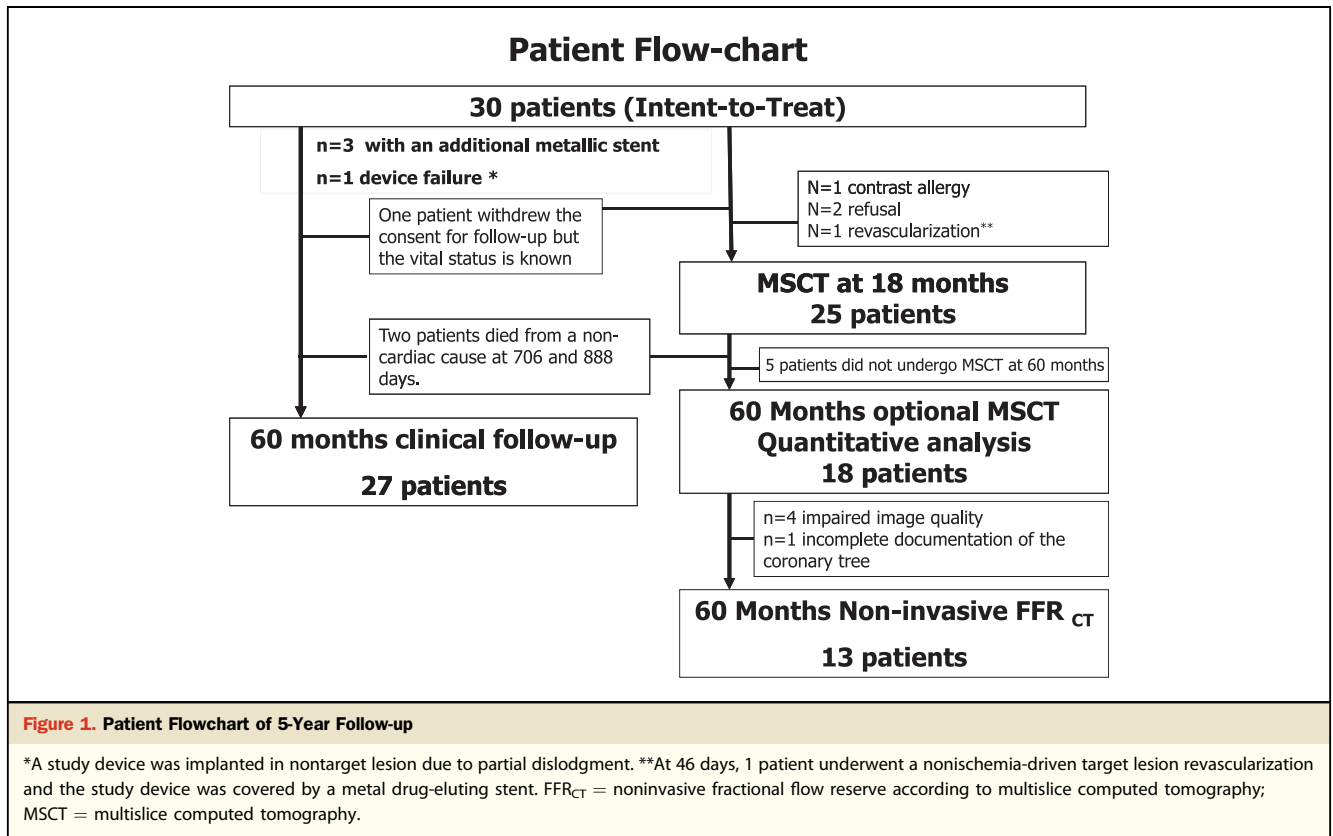 Patient Flow-chart
30 patients (Intent-to-Treat)
n=3 with an additional metallic stent
n=1 device failure *
N=1 contrast allergy
N=2 refusal
N=1 revascularization**
One patient withdrew the
consent for follow-up but
the vital status is known
MSCT at 18 months
25 patients
Two patients died from a non-
cardiac cause at 706 and 888
days.
5 patients did not undergo MSCT at 60 months
60 months clinical follow-up
27 patients
60 Months optional MSCT
Quantitative analysis
18 patients
n=4 impaired image quality
n=1 incomplete documentation of the
coronary tree
60 Months Non-invasive FFR CT
13 patients
Figure 1. Patient Flowchart of 5-Year Follow-up
*A study device was implanted in nontarget lesion due to partial dislodgment. **At 46 days, 1 patient underwent a nonischemia-driven target lesion revascularization
and the study device was covered by a metal drug-eluting stent. FFRCT = noninvasive fractional flow reserve according to multislice computed tomography;
MSCT = multislice computed tomography.